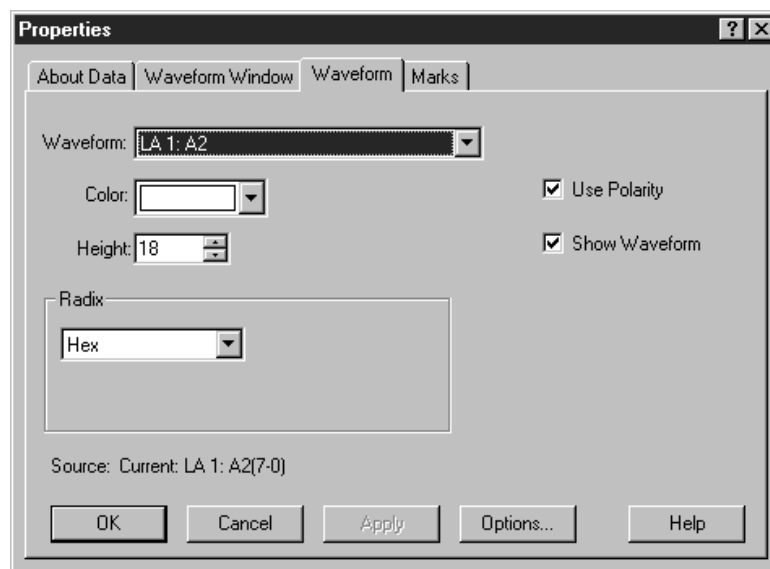 Properties
About Data Waveform Window Waveform Marks
Waveform: LA 1: A2
Color: Use Polarity
Height: 18 Show Waveform
Radix
Hex
Source: Current: LA 1: A2(7-0)
OK Cancel Apply Options... Help